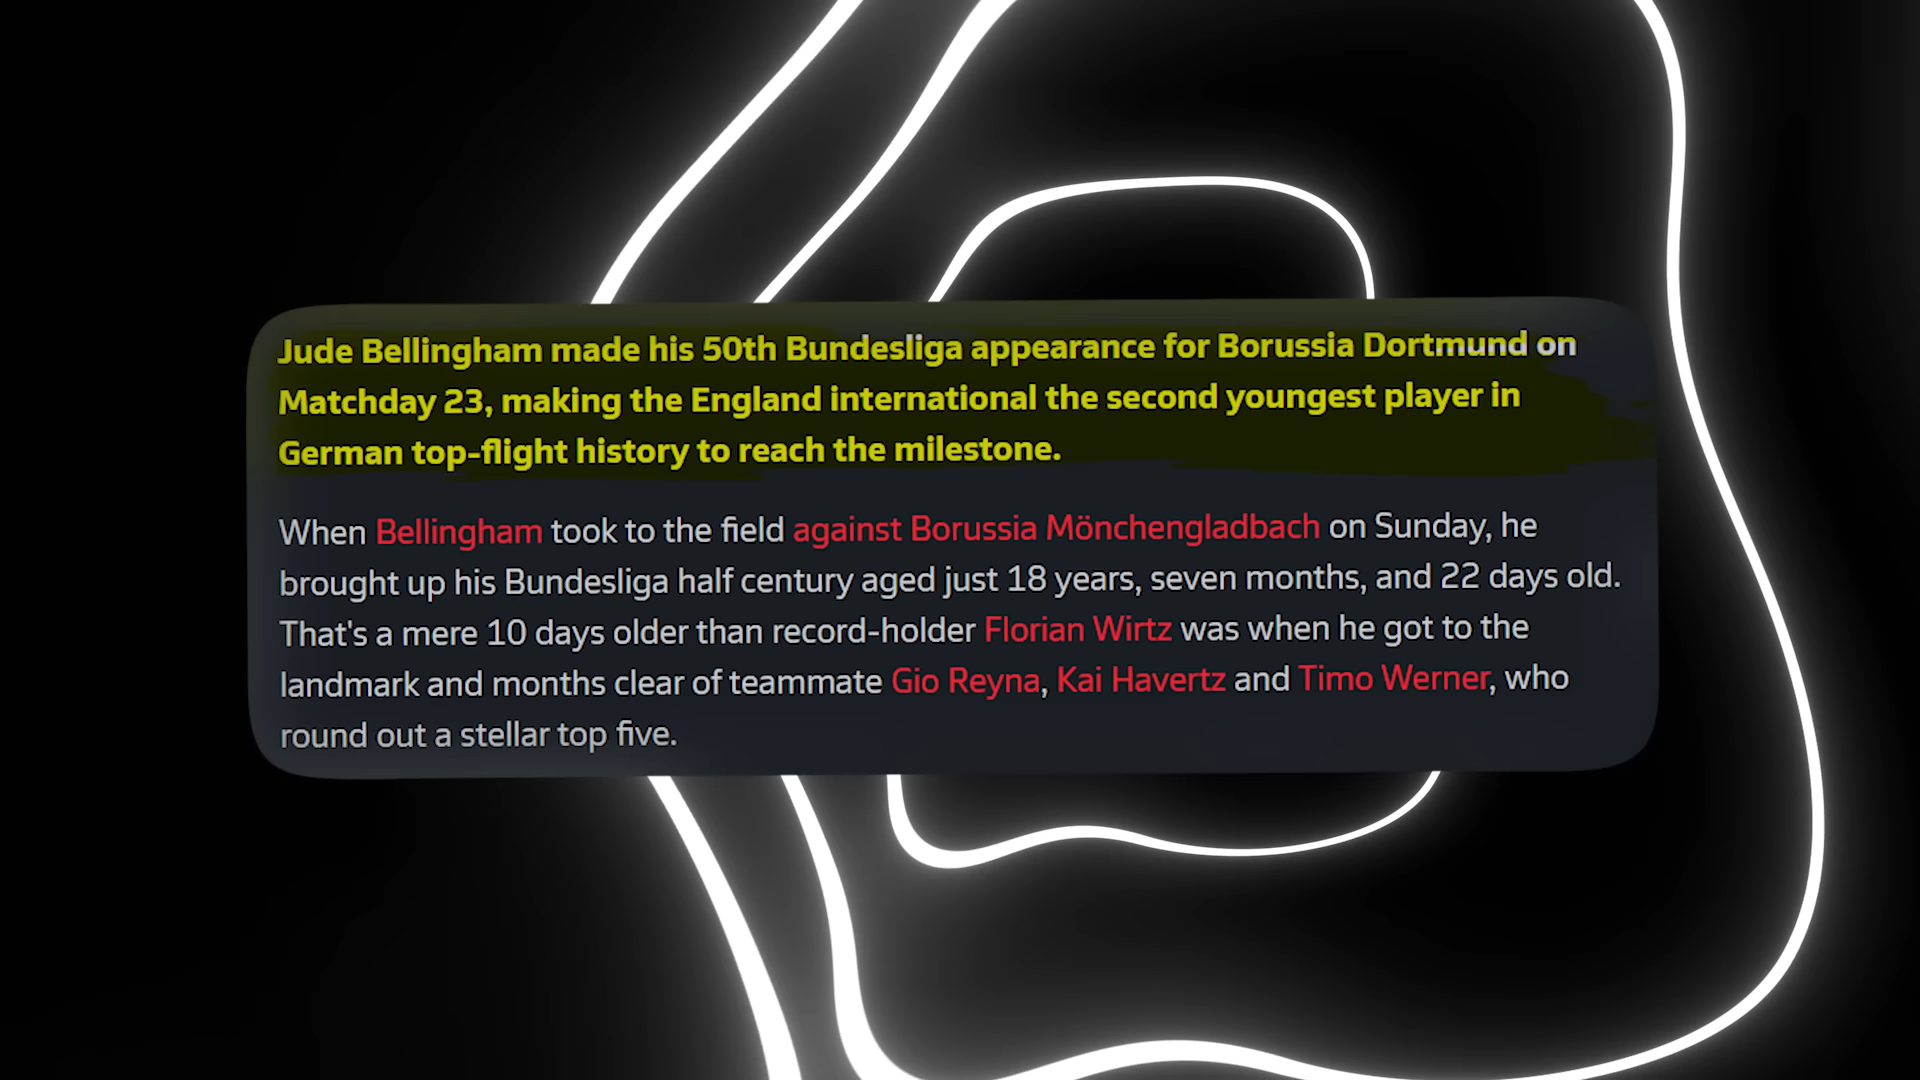 Jude Bellingham made his 50th Bundesliga appearance for Borussia Dortmund on
Matchday 23, making the England international the second youngest player in
German top-flight history to reach the milestone.
When Bellingham took to the field against Borussia Mönchengladbach on Sunday, he
brought up his Bundesliga half century aged just 18 years, seven months, and 22 days old.
That's a mere 10 days older than record-holder Florian Wirtz was when he got to the
landmark and months clear of teammate Gio Reyna, Kai Havertz and Timo Werner, who
round out a stellar top five.